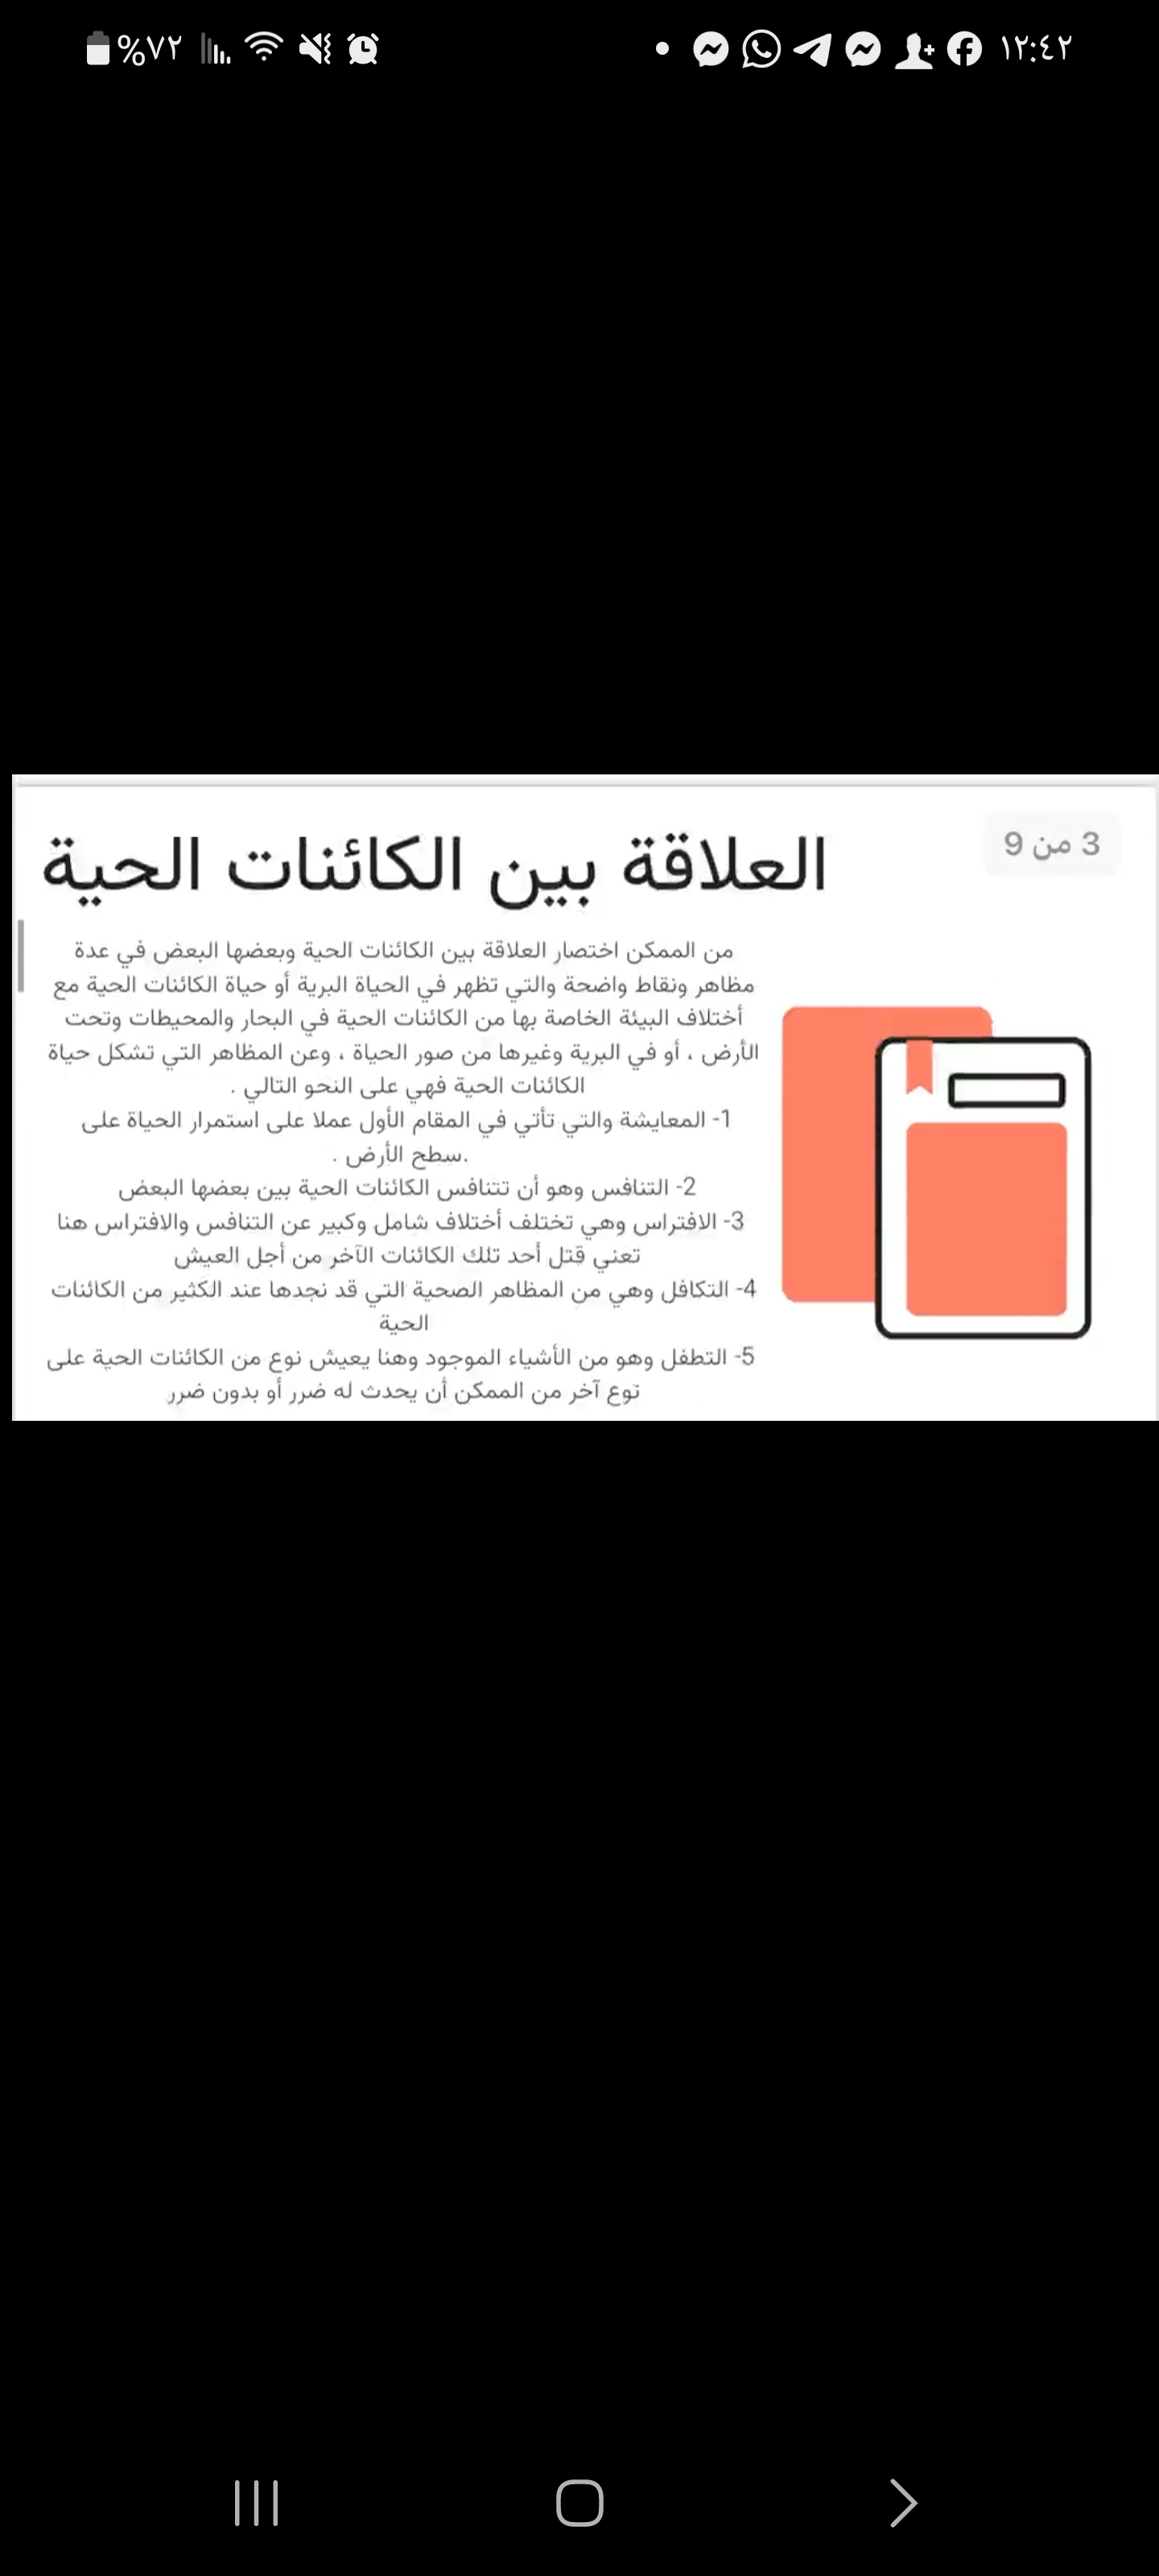 %٧٢ ١٢:٤٢
3 من 9
العلاقة بين الكائنات الحية
من الممكن اختصار العلاقة بين الكائنات الحية وبعضها البعض في عدة
مظاهر ونقاط واضحة والتي تظهر في الحياة البرية أو حياة الكائنات الحية مع
أختلاف البيئة الخاصة بها من الكائنات الحية في البحار والمحيطات وتحت
الأرض ، أو في البرية وغيرها من صور الحياة ، وعن المظاهر التي تشكل حياة
الكائنات الحية فهي على النحو التالي .
1- المعايشة والتي تأتي في المقام الأول عملا على استمرار الحياة على
.سطح الأرض .
2- التنافس وهو أن تتنافس الكائنات الحية بين بعضها البعض
3- الافتراس وهي تختلف أختلاف شامل وكبير عن التنافس والافتراس هنا
تعني قتل أحد تلك الكائنات الآخر من أجل العيش
4- التكافل وهي من المظاهر الصحية التي قد نجدها عند الكثير من الكائنات
الحية
5- التطفل وهو من الأشياء الموجود وهنا يعيش نوع من الكائنات الحية على
نوع آخر من الممكن أن يحدث له ضرر أو بدون ضرر